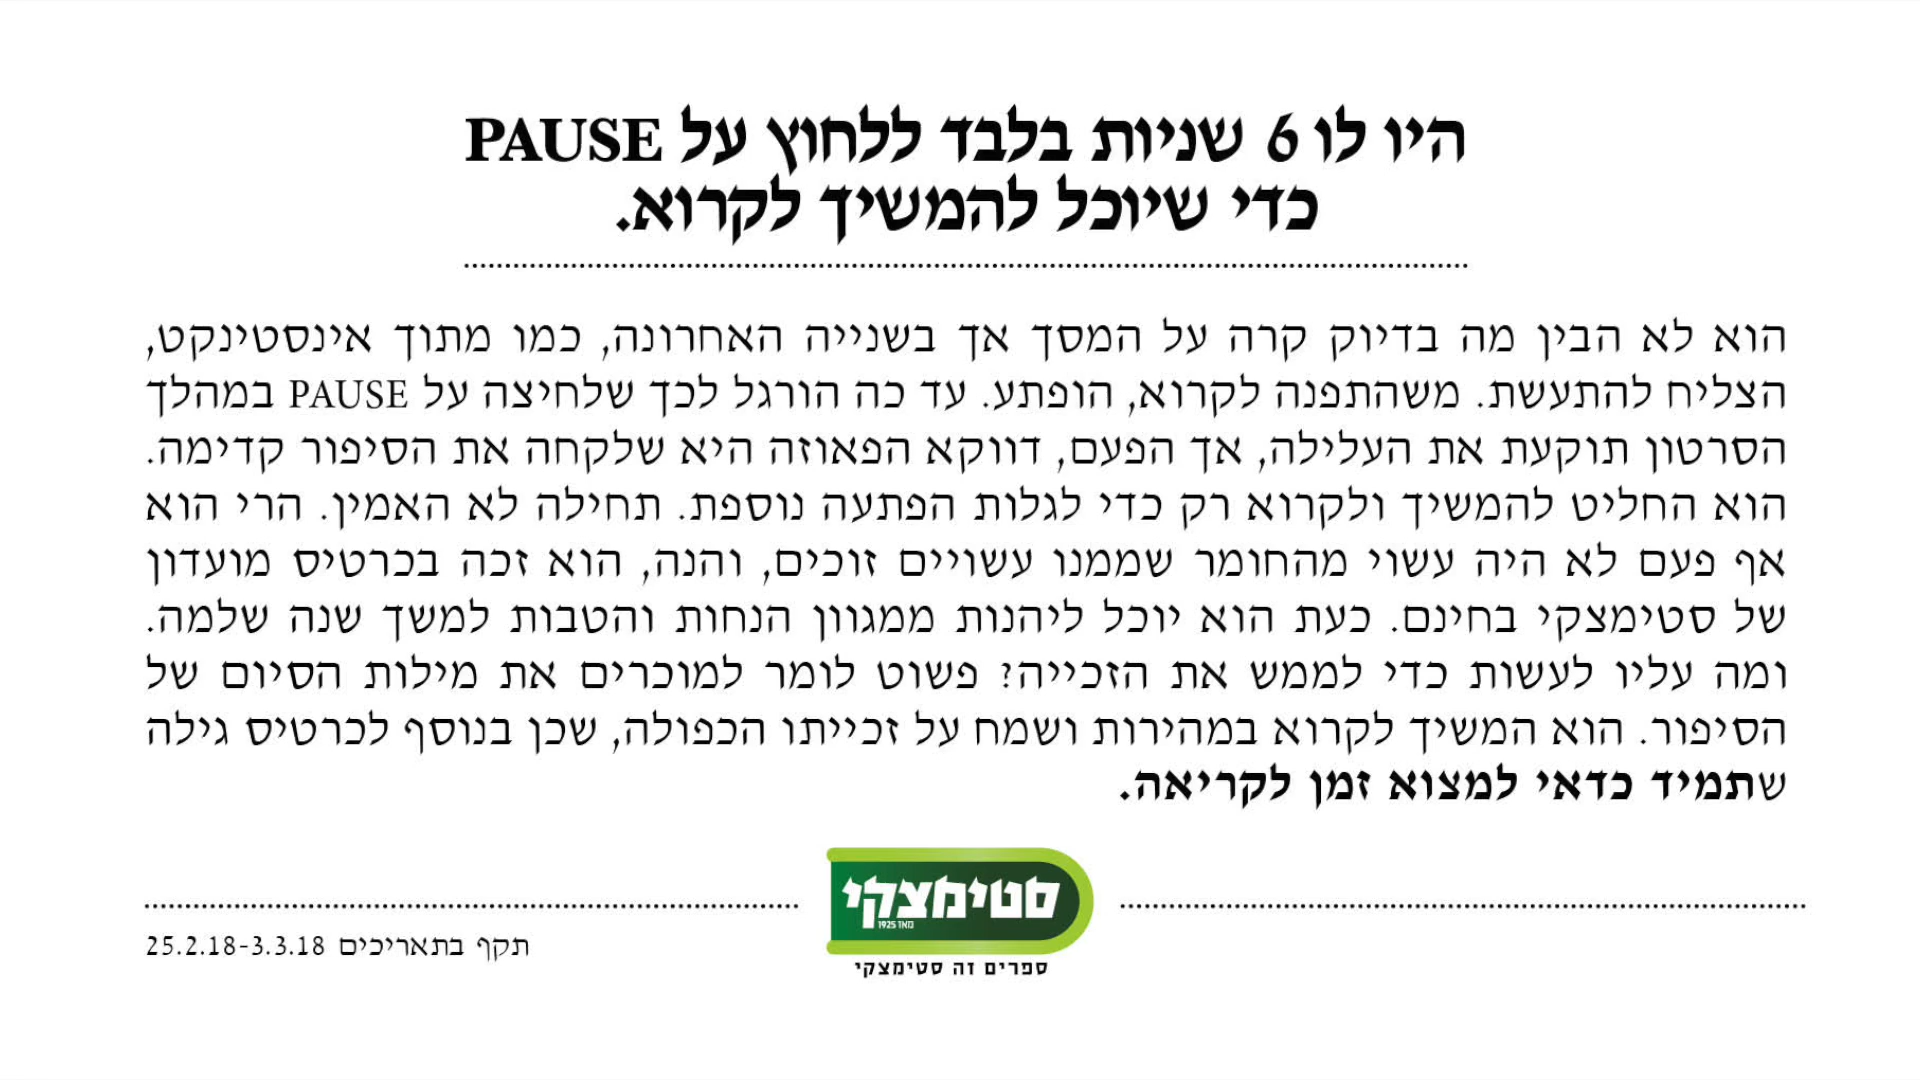 היו לו 6 שניות בלבד ללחוץ על PAUSE
כדי שיוכל להמשיך לקרוא.
הוא לא הבין מה בדיוק קרה על המסך אך בשנייה האחרונה, כמו מתוך אינסטינקט,
הצליח להתעשת. משהתפנה לקרוא, הופתע. עד כה הורגל לכך שלחיצה על PAUSE במהלך
הסרטון תוקעת את העלילה, אך הפעם, דווקא הפאוזה היא שלקחה את הסיפור קדימה.
הוא החליט להמשיך ולקרוא רק כדי לגלות הפתעה נוספת. תחילה לא האמין. הרי הוא
אף פעם לא היה עשוי מהחומר שממנו עשויים זוכים, והנה, הוא זכה בכרטיס מועדון
של סטימצקי בחינם. כעת הוא יוכל ליהנות ממגוון הנחות והטבות למשך שנה שלמה.
ומה עליו לעשות כדי לממש את הזכייה? פשוט לומר למוכרים את מילות הסיום של
הסיפור. הוא המשיך לקרוא במהירות ושמח על זכייתו הכפולה, שכן בנוסף לכרטיס גילה
שתמיד כדאי למצוא זמן לקריאה.
סטימצקי
מאז 1925
ספרים זה סטימצקי
תקף בתאריכים 25.2.18-3.3.18